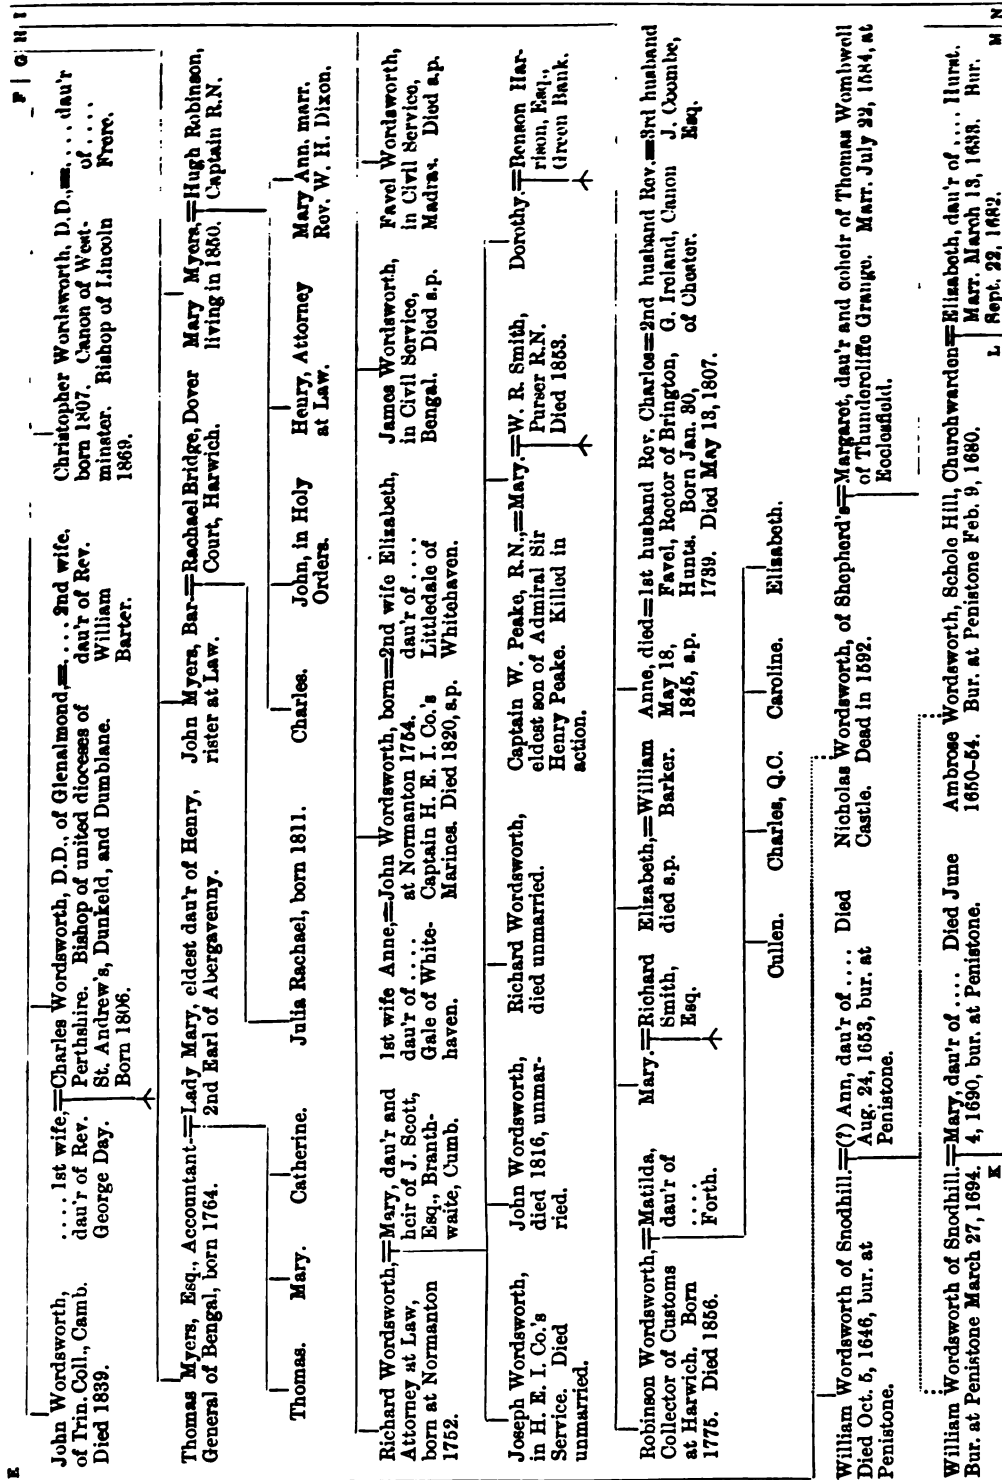 E
F | G H I
John Wordsworth,
of Trin. Coll., Camb.
Died 1839.
.... 1st wife,
dau'r of Rev.
George Day.
=Charles Wordsworth, D.D., of Glenalmond,=
Perthshire. Bishop of united dioceses of
St. Andrew's, Dunkeld, and Dumblane.
Born 1806.
.... 2nd wife.
dau'r of Rev.
William
Barter.
Christopher Wordsworth, D.D.,=
born 1807. Canon of West-
minster. Bishop of Lincoln
1869.
.... dau'r
of ....
Frere.
Thomas Myers, Esq., Accountant-
General of Bengal, born 1764.
=Lady Mary, eldest dau'r of Henry,
2nd Earl of Abergavenny.
John Myers, Bar-
rister at Law.
=Rachael Bridge, Dover
Court, Harwich.
Mary Myers,
living in 1850.
=Hugh Robinson,
Captain R.N.
Thomas.
Mary.
Catherine.
Julia Rachael, born 1811.
Charles.
John, in Holy
Orders.
Henry, Attorney
at Law.
Mary Ann. marr.
Rev. W. H. Dixon.
Richard Wordsworth,
Attorney at Law,
born at Normanton
1752.
=Mary, dau'r and
heir of J. Scott,
Esq., Branth-
waite, Cumb.
1st wife Anne,
dau'r of ....
Gale of White-
haven.
=John Wordsworth, born
at Normanton 1754.
Captain H. E. I. Co.'s
Marines. Died 1820, s.p.
=2nd wife Elizabeth,
dau'r of ....
Littledale of
Whitehaven.
James Wordsworth,
in Civil Service,
Bengal. Died s.p.
Favel Wordsworth,
in Civil Service,
Madras. Died s.p.
Joseph Wordsworth,
in H. E. I. Co.'s
Service. Died
unmarried.
John Wordsworth,
died 1816, unmar-
ried.
Richard Wordsworth,
died unmarried.
Captain W. Peake, R.N.,
eldest son of Admiral Sir
Henry Peake. Killed in
action.
=Mary.
=W. R. Smith,
Purser R.N.
Died 1853.
Dorothy.
=Benson Har-
rison, Esq.,
Green Bank.
Robinson Wordsworth,
Collector of Customs
at Harwich. Born
1775. Died 1856.
=Matilda,
dau'r of
....
Forth.
Mary.
=Richard
Smith,
Esq.
Elizabeth,
died s.p.
=William
Barker.
Anne, died
May 18,
1845, s.p.
=1st husband Rev. Charles
Favel, Rector of Brington,
Hunts. Born Jan. 30,
1739. Died May 13, 1807.
=2nd husband Rev.
G. Ireland, Canon
of Chester.
=3rd husband
J. Coombe,
Esq.
Cullen.
Charles, Q.C.
Caroline.
Elizabeth.
William Wordsworth of Snodhill.
Died Oct. 5, 1646, bur. at
Penistone.
=(?) Ann, dau'r of .... Died
Aug. 24, 1653, bur. at
Penistone.
Nicholas Wordsworth, of Shepherd's
Castle. Dead in 1592.
=Margaret, dau'r and coheir of Thomas Wombwell
of Thundercliffe Grange. Marr. July 22, 1584, at
Ecclesfield.
William Wordsworth of Snodhill.
Bur. at Penistone March 27, 1694.
=Mary, dau'r of .... Died June
4, 1690, bur. at Penistone.
Ambrose Wordsworth, Schole Hill, Churchwarden
1650–54. Bur. at Penistone Feb. 9, 1680.
=Elizabeth, dau'r of ... Hurst.
Marr. March 13, 1638. Bur.
Sept. 22, 1682.
K
L
M N